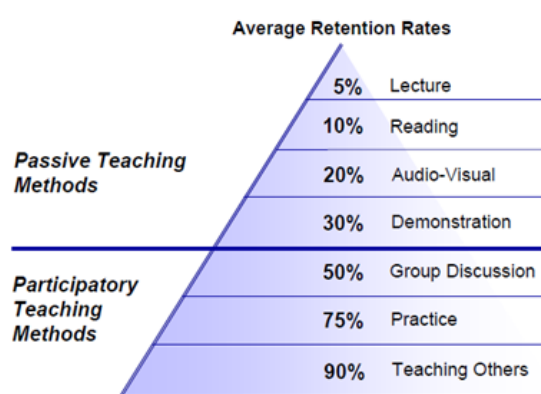 Average Retention Rates
5% Lecture
10% Reading
20% Audio-Visual
30% Demonstration
Passive Teaching
Methods
50% Group Discussion
75% Practice
90% Teaching Others
Participatory
Teaching
Methods